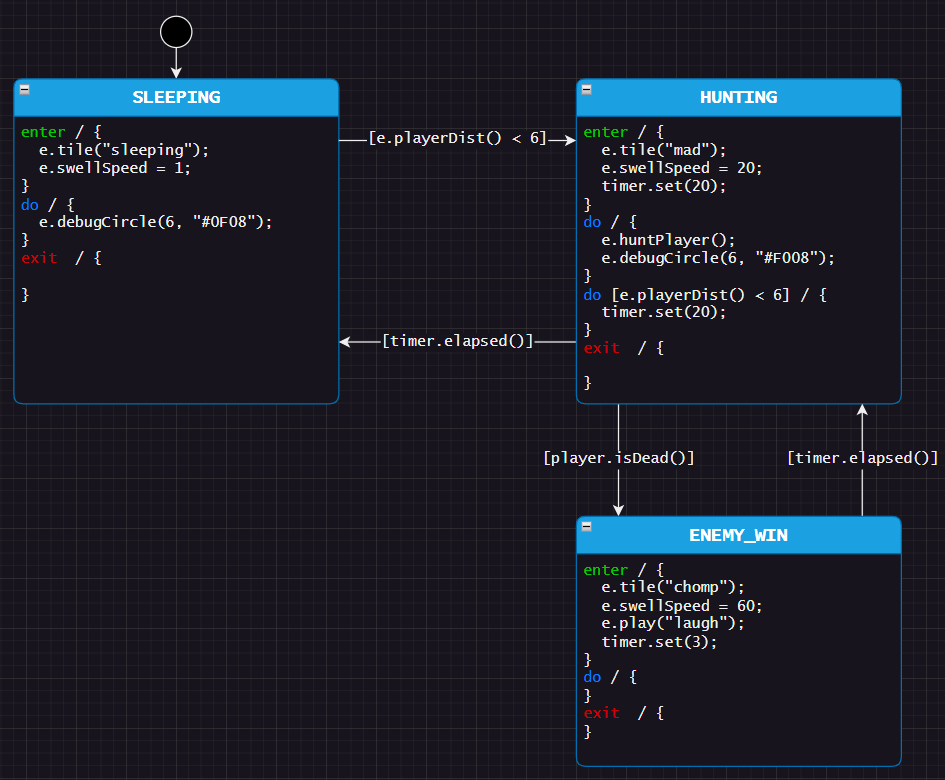 SLEEPING
enter / {
  e.tile("sleeping");
  e.swellSpeed = 1;
}
do / {
  e.debugCircle(6, "#0F08");
}
exit  / {
}
[e.playerDist() < 6]
HUNTING
enter / {
  e.tile("mad");
  e.swellSpeed = 20;
  timer.set(20);
}
do / {
  e.huntPlayer();
  e.debugCircle(6, "#F008");
}
do [e.playerDist() < 6] / {
  timer.set(20);
}
exit  / {
}
[timer.elapsed()]
[player.isDead()]
[timer.elapsed()]
ENEMY_WIN
enter / {
  e.tile("chomp");
  e.swellSpeed = 60;
  e.play("laugh");
  timer.set(3);
}
do / {
}
exit  / {
}